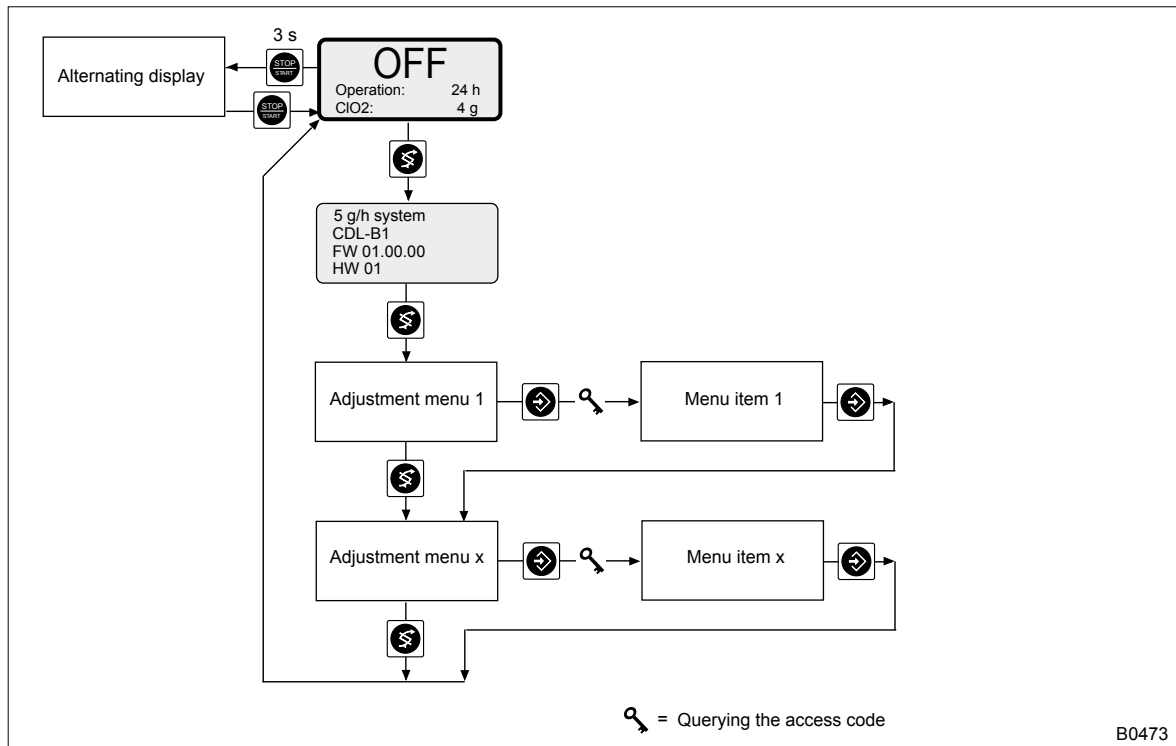 3 s
STOP
START
OFF
Alternating display
Operation: 24 h
ClO2: 4 g
STOP
START
5 g/h system
CDL-B1
FW 01.00.00
HW 01
Adjustment menu 1
Menu item 1
Adjustment menu x
Menu item x
= Querying the access code
B0473